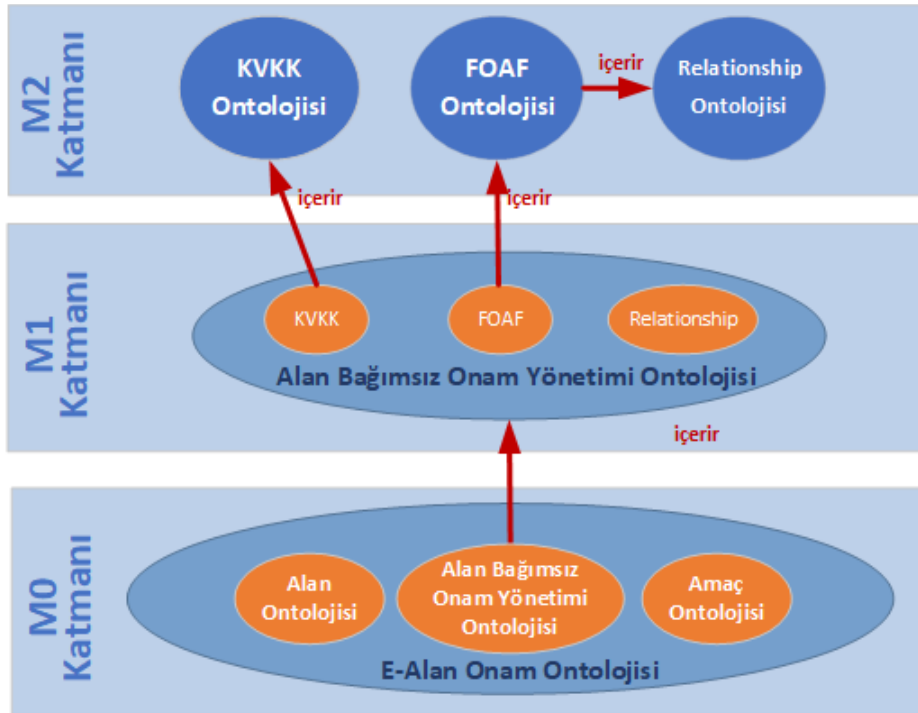 M2
Katmanı
KVKK
Ontolojisi
FOAF
Ontolojisi
içerir
Relationship
Ontolojisi
içerir
içerir
M1
Katmanı
KVKK
FOAF
Relationship
Alan Bağımsız Onam Yönetimi Ontolojisi
içerir
M0
Katmanı
Alan
Ontolojisi
Alan Bağımsız
Onam Yönetimi
Ontolojisi
Amaç
Ontolojisi
E-Alan Onam Ontolojisi